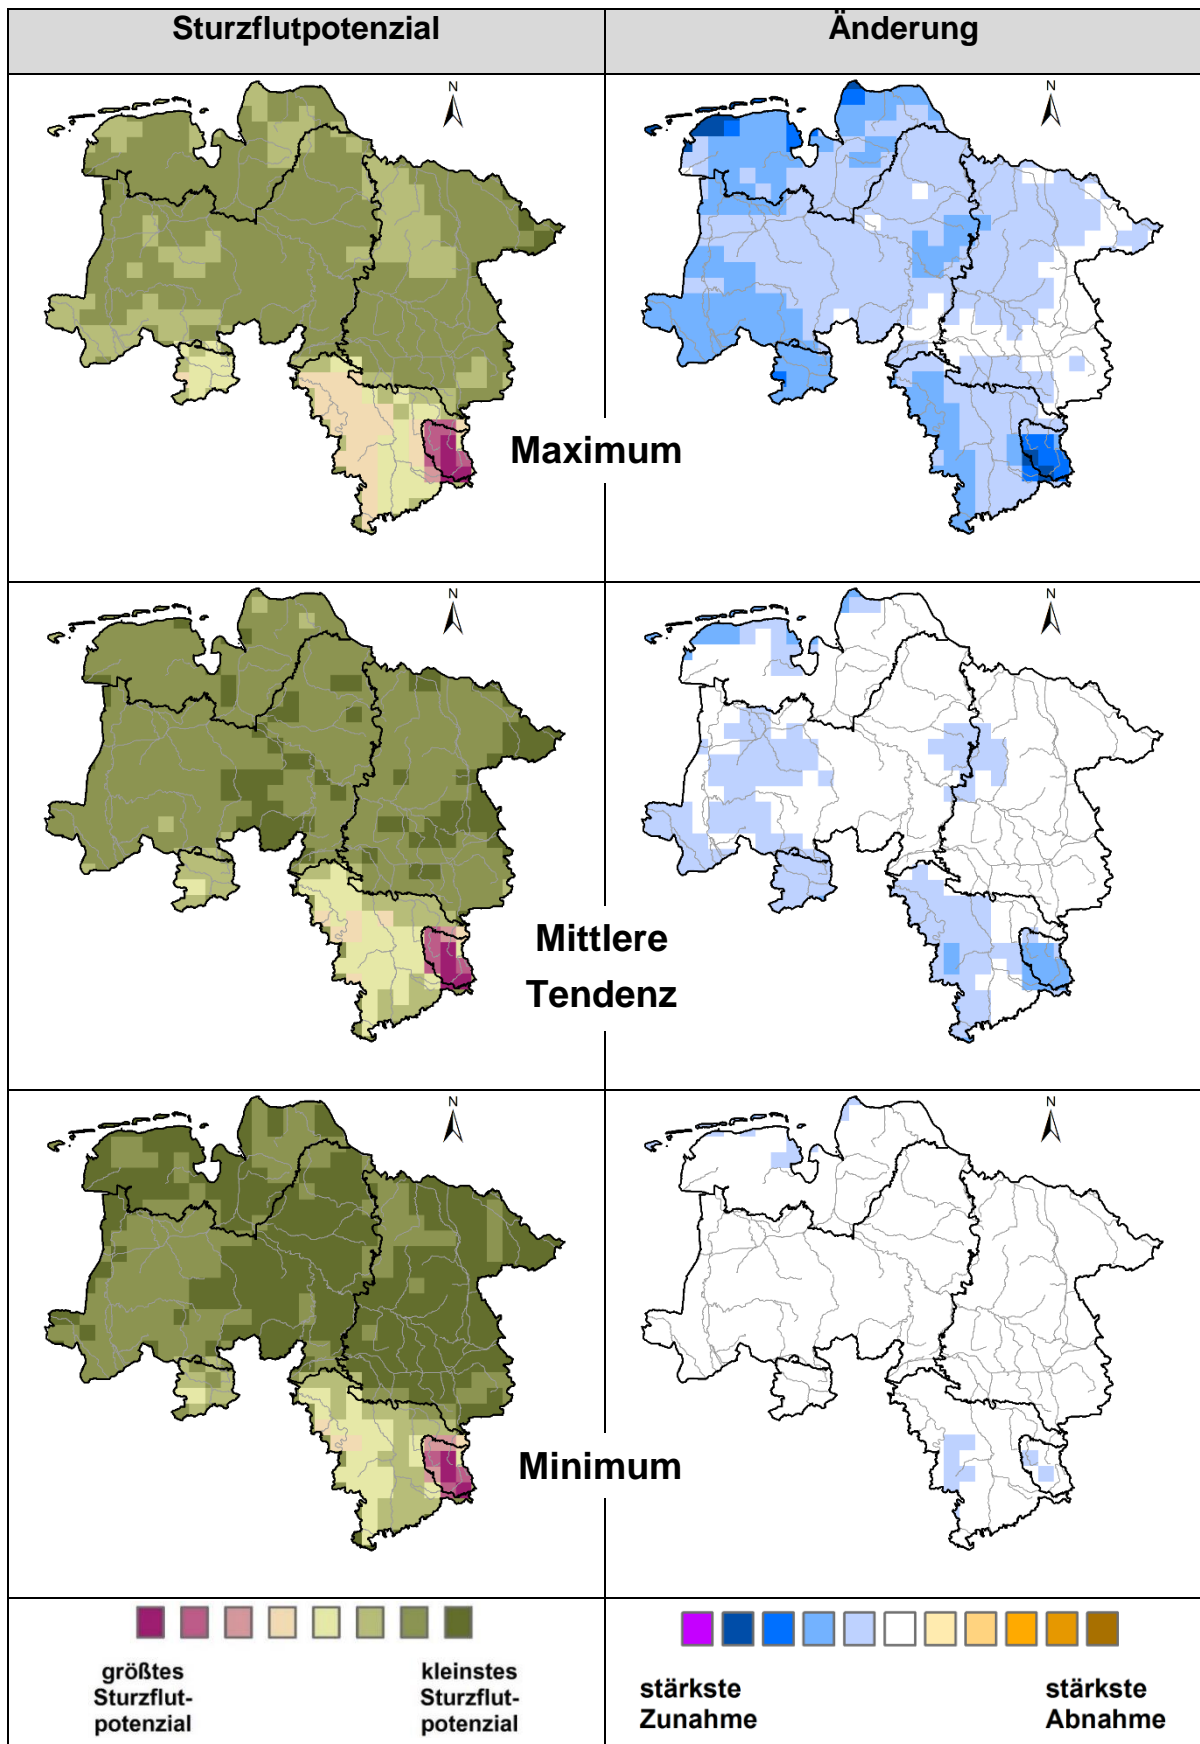 Sturzflutpotenzial
Änderung
N
N
Maximum
N
N
Mittlere
Tendenz
N
N
Minimum
größtes
Sturzflut-
potenzial
kleinstes
Sturzflut-
potenzial
stärkste
Zunahme
stärkste
Abnahme